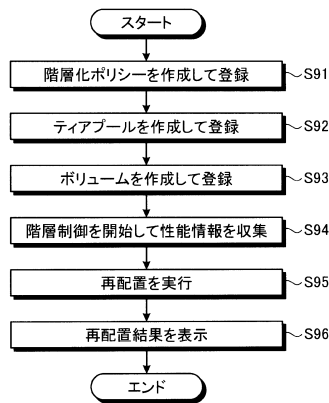 スタート
階層化ポリシーを作成して登録 S91
ティアプールを作成して登録 S92
ボリュームを作成して登録 S93
階層制御を開始して性能情報を収集 S94
再配置を実行 S95
再配置結果を表示 S96
エンド